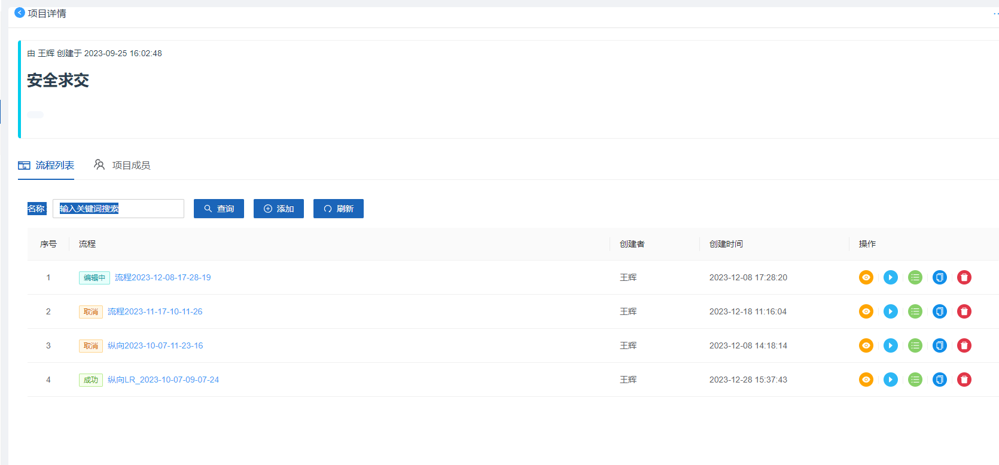 项目详情
由 王辉 创建于 2023-09-25 16:02:48
安全求交
流程列表 项目成员
名称 输入关键词搜索 查询 添加 刷新
序号 流程 创建者 创建时间 操作
1 编辑中 流程2023-12-08-17-28-19 王辉 2023-12-08 17:28:20
2 取消 流程2023-11-17-10-11-26 王辉 2023-12-18 11:16:04
3 取消 纵向2023-10-07-11-23-16 王辉 2023-12-08 14:18:14
4 成功 纵向LR_2023-10-07-09-07-24 王辉 2023-12-28 15:37:43